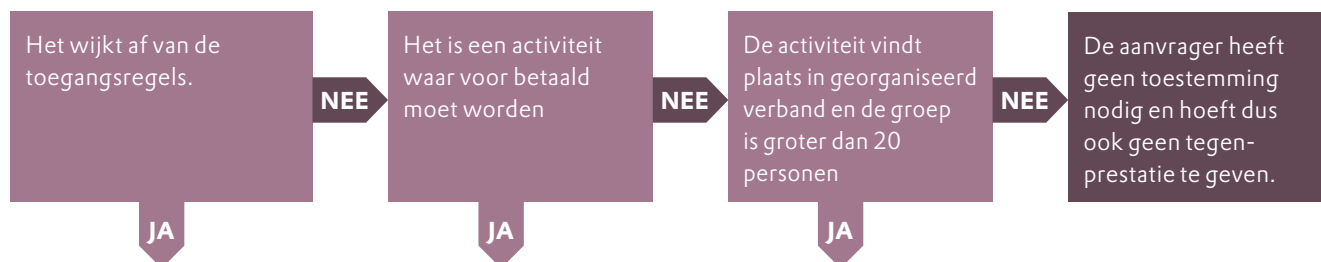 Het wijkt af van de
toegangsregels.
NEE
Het is een activiteit
waar voor betaald
moet worden
NEE
De activiteit vindt
plaats in georganiseerd
verband en de groep
is groter dan 20
personen
NEE
De aanvrager heeft
geen toestemming
nodig en hoeft dus
ook geen tegen-
prestatie te geven.
JA
JA
JA